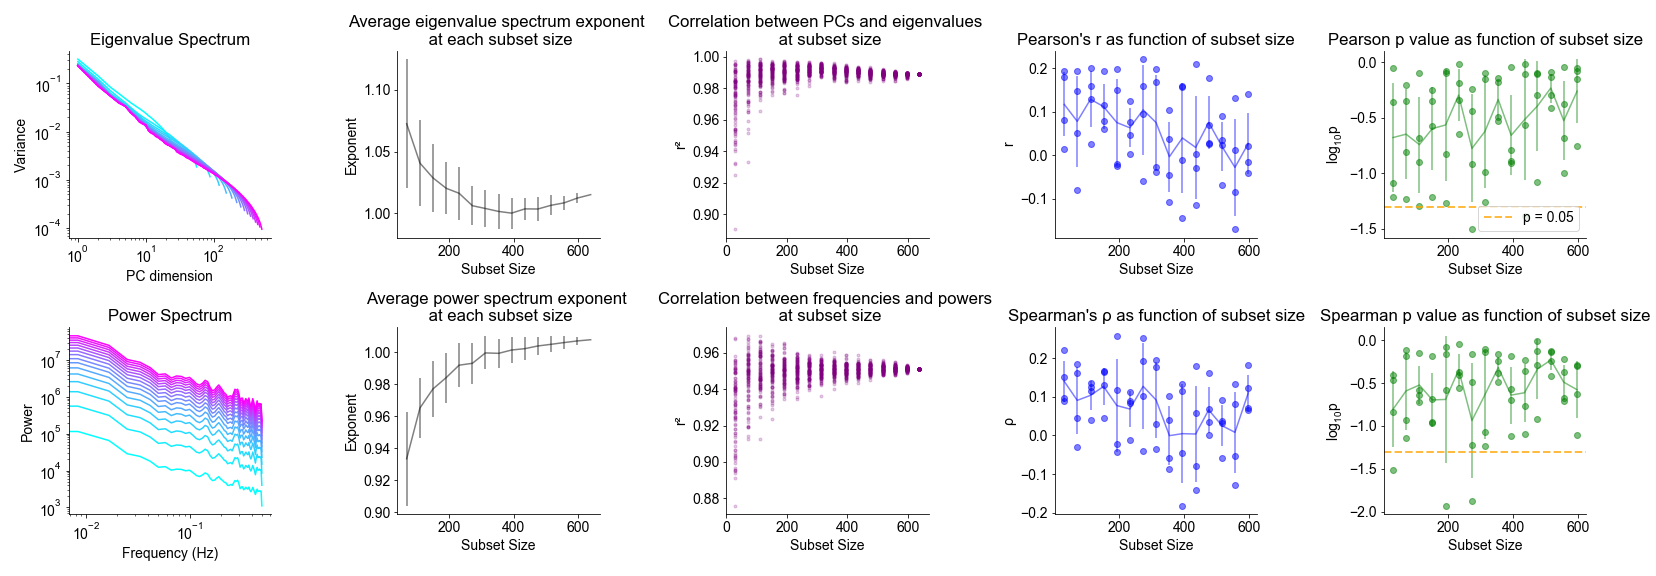 Eigenvalue Spectrum
Variance
10⁻¹
10⁻²
10⁻³
10⁻⁴
10⁰
10¹
10²
PC dimension
Average eigenvalue spectrum exponent
at each subset size
Exponent
1.10
1.05
1.00
200
400
600
Subset Size
Correlation between PCs and eigenvalues
at subset size
r²
1.00
0.98
0.96
0.94
0.92
0.90
0
200
400
600
Subset Size
Pearson's r as function of subset size
r
0.2
0.1
0.0
−0.1
200
400
600
Subset Size
Pearson p value as function of subset size
log₁₀p
0.0
−0.5
−1.0
−1.5
p = 0.05
200
400
600
Subset Size
Power Spectrum
Power
10⁷
10⁶
10⁵
10⁴
10³
10⁻²
10⁻¹
Frequency (Hz)
Average power spectrum exponent
at each subset size
Exponent
1.00
0.98
0.96
0.94
0.92
0.90
200
400
600
Subset Size
Correlation between frequencies and powers
at subset size
r²
0.96
0.94
0.92
0.90
0.88
0
200
400
600
Subset Size
Spearman's ρ as function of subset size
ρ
0.2
0.1
0.0
−0.1
−0.2
200
400
600
Subset Size
Spearman p value as function of subset size
log₁₀p
0.0
−0.5
−1.0
−1.5
−2.0
200
400
600
Subset Size